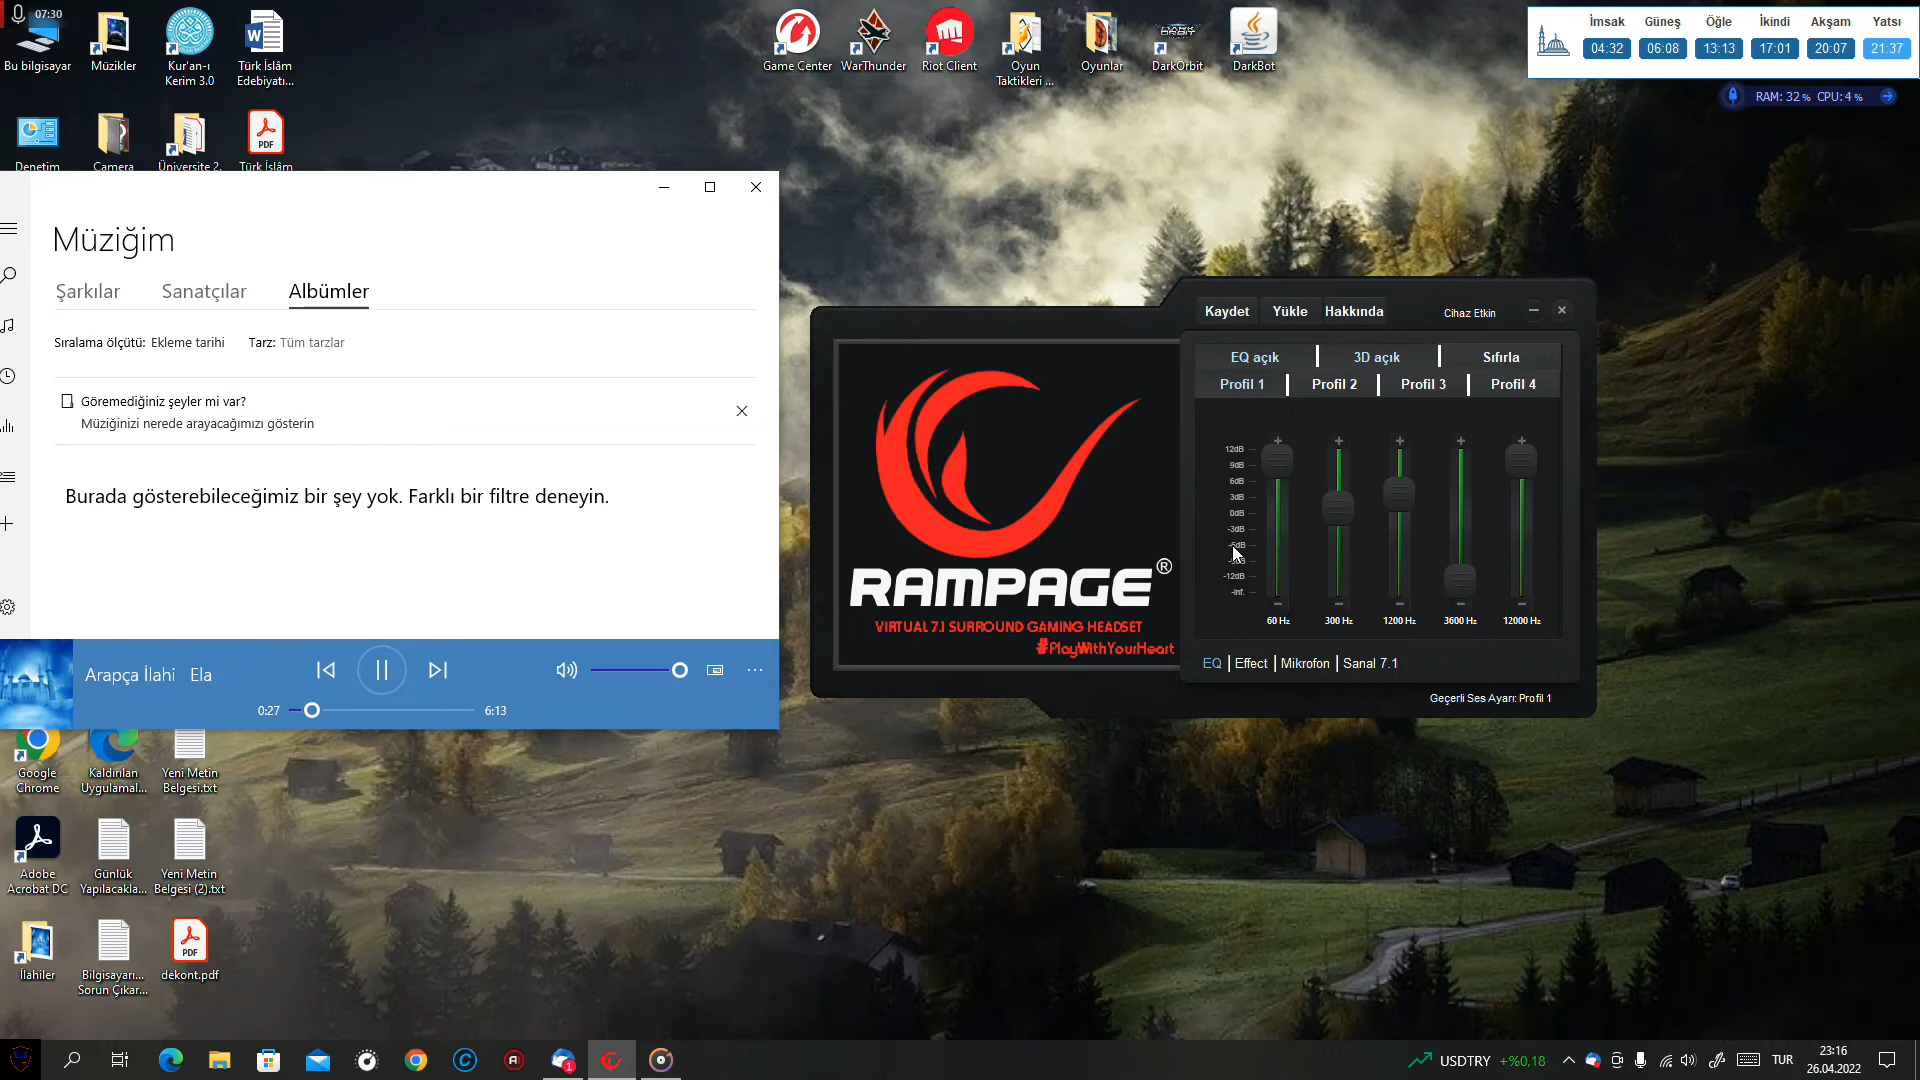 07:30
Bu bilgisayar
Müzikler
Kur'an-ı
Kerim 3.0
Türk İslâm
Edebiyatı...
Game Center
WarThunder
Riot Client
Oyun
Taktikleri ...
Oyunlar
DarkOrbit
DarkBot
İmsak Güneş Öğle İkindi Akşam Yatsı
04:32 06:08 13:13 17:01 20:07 21:37
RAM: 32 % CPU: 4 %
Denetim
Camera
Üniversite 2.
Türk İslâm
Müziğim
Şarkılar Sanatçılar Albümler
Sıralama ölçütü: Ekleme tarihi Tarz: Tüm tarzlar
Göremediğiniz şeyler mi var?
Müziğinizi nerede arayacağımızı gösterin
Burada gösterebileceğimiz bir şey yok. Farklı bir filtre deneyin.
Arapça İlahi Ela
0:27 6:13
Kaydet Yükle Hakkında Cihaz Etkin
EQ açık 3D açık Sıfırla
Profil 1 Profil 2 Profil 3 Profil 4
12dB
9dB
6dB
3dB
0dB
-3dB
-6dB
-12dB
-inf.
60 Hz 300 Hz 1200 Hz 3600 Hz 12000 Hz
EQ Effect Mikrofon Sanal 7.1
Geçerli Ses Ayarı: Profil 1
RAMPAGE®
VIRTUAL 7.1 SURROUND GAMING HEADSET
#PlayWithYourHeart
Google
Chrome
Kaldırılan
Uygulamal...
Yeni Metin
Belgesi.txt
Adobe
Acrobat DC
Günlük
Yapılacakla...
Yeni Metin
Belgesi (2).txt
İlahiler
Bilgisayarı...
Sorun Çıkar...
PDF
dekont.pdf
USDTRY +%0,18
TUR
23:16
26.04.2022